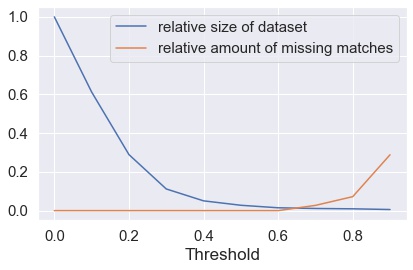 relative size of dataset
relative amount of missing matches
1.0
0.8
0.6
0.4
0.2
0.0
0.0 0.2 0.4 0.6 0.8
Threshold